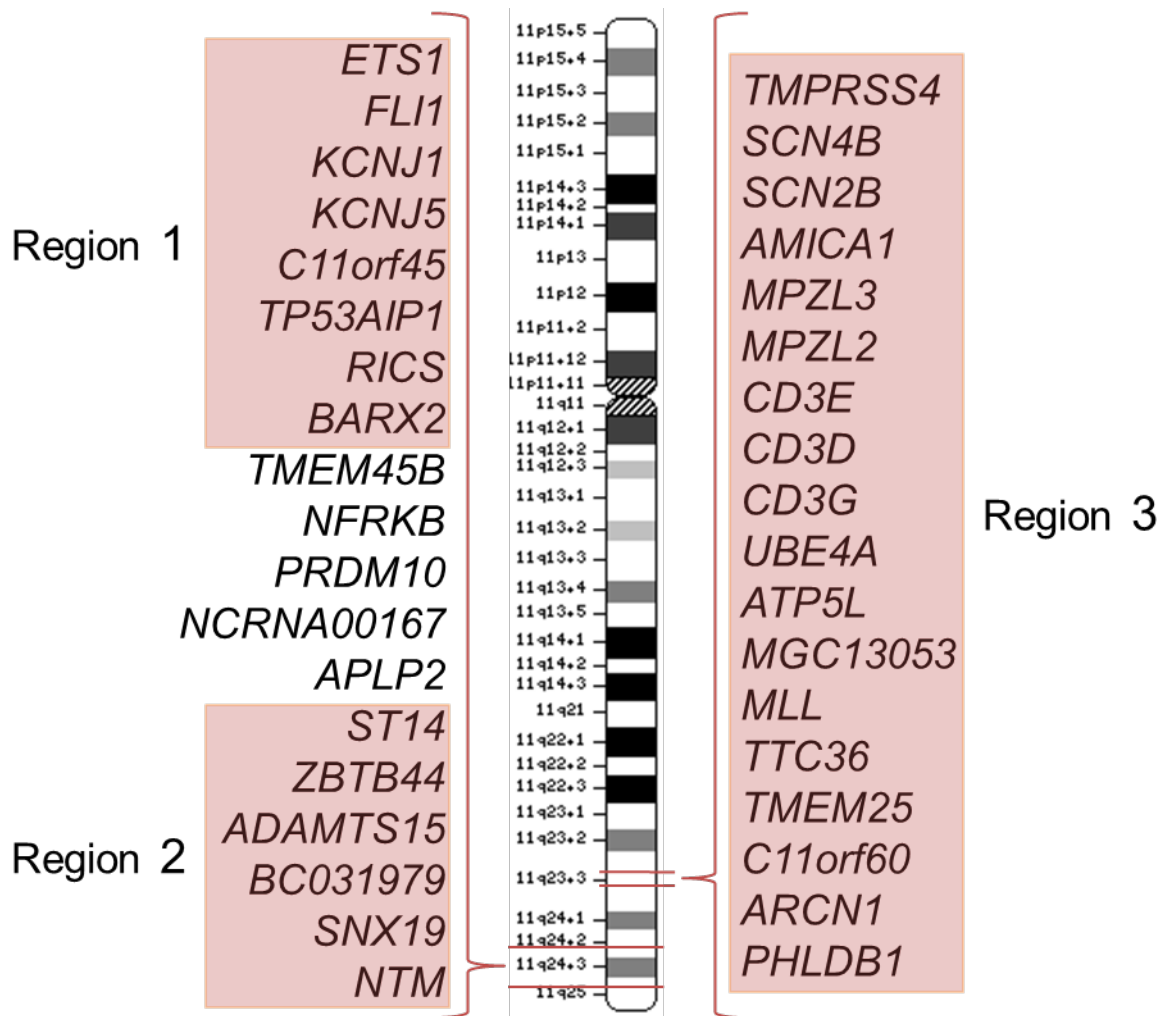 Region 1
ETS1
FLI1
KCNJ1
KCNJ5
C11orf45
TP53AIP1
RICS
BARX2
TMEM45B
NFRKB
PRDM10
NCRNA00167
APLP2
Region 2
ST14
ZBTB44
ADAMTS15
BC031979
SNX19
NTM
11p15.5
11p15.4
11p15.3
11p15.2
11p15.1
11p14.3
11p14.2
11p14.1
11p13
11p12
11p11.2
11p11.12
11p11.11
11q11
11q12.1
11q12.2
11q12.3
11q13.1
11q13.2
11q13.3
11q13.4
11q13.5
11q14.1
11q14.2
11q14.3
11q21
11q22.1
11q22.2
11q22.3
11q23.1
11q23.2
11q23.3
11q24.1
11q24.2
11q24.3
11q25
TMPRSS4
SCN4B
SCN2B
AMICA1
MPZL3
MPZL2
CD3E
CD3D
CD3G
UBE4A
ATP5L
MGC13053
MLL
TTC36
TMEM25
C11orf60
ARCN1
PHLDB1
Region 3